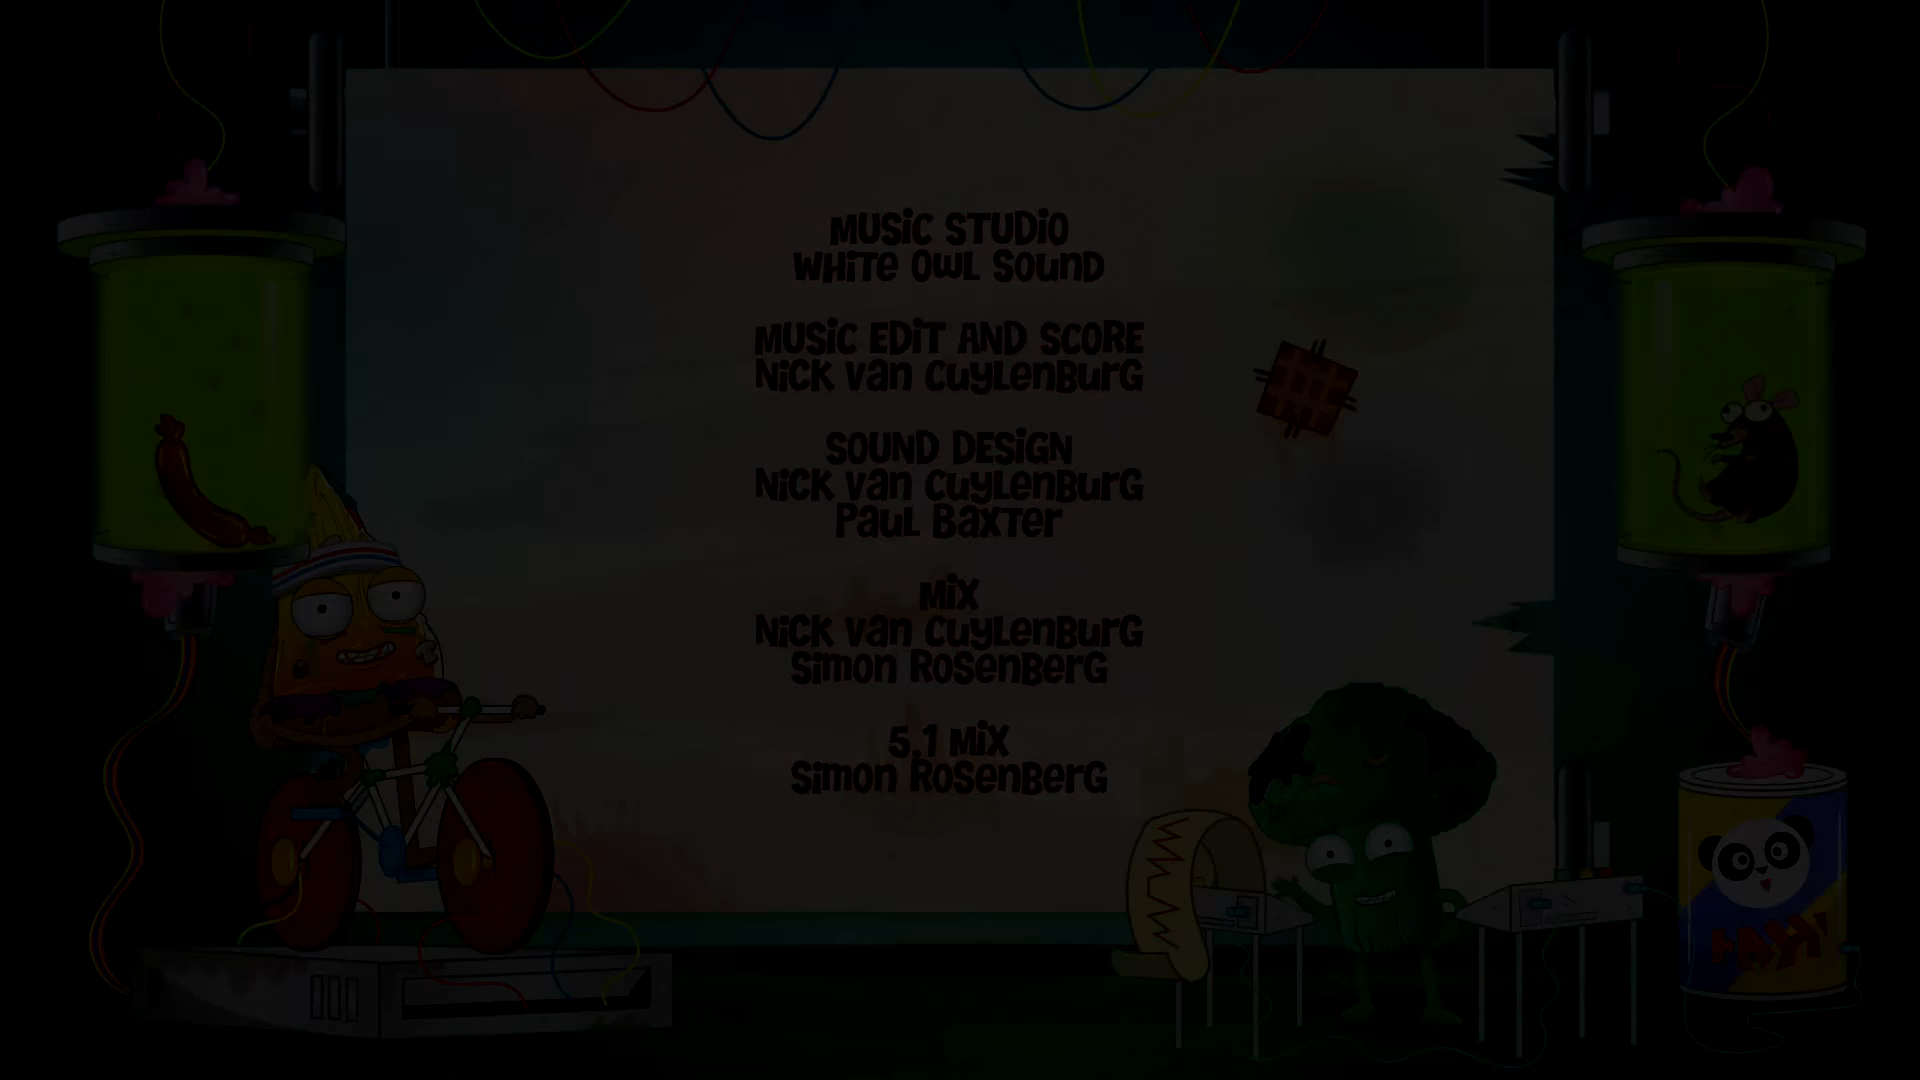 MUSiC STUDiO
WHiTe OWL SOUnD
MUSiC EDiT AND SCORE
NiCK Van CuyLenBurG
SOUND DESiGN
NiCK Van CuyLenBurG
PauL BaxTer
MiX
NiCK Van CuyLenBurG
Simon RosenBerG
5.1 MiX
Simon RosenBerG